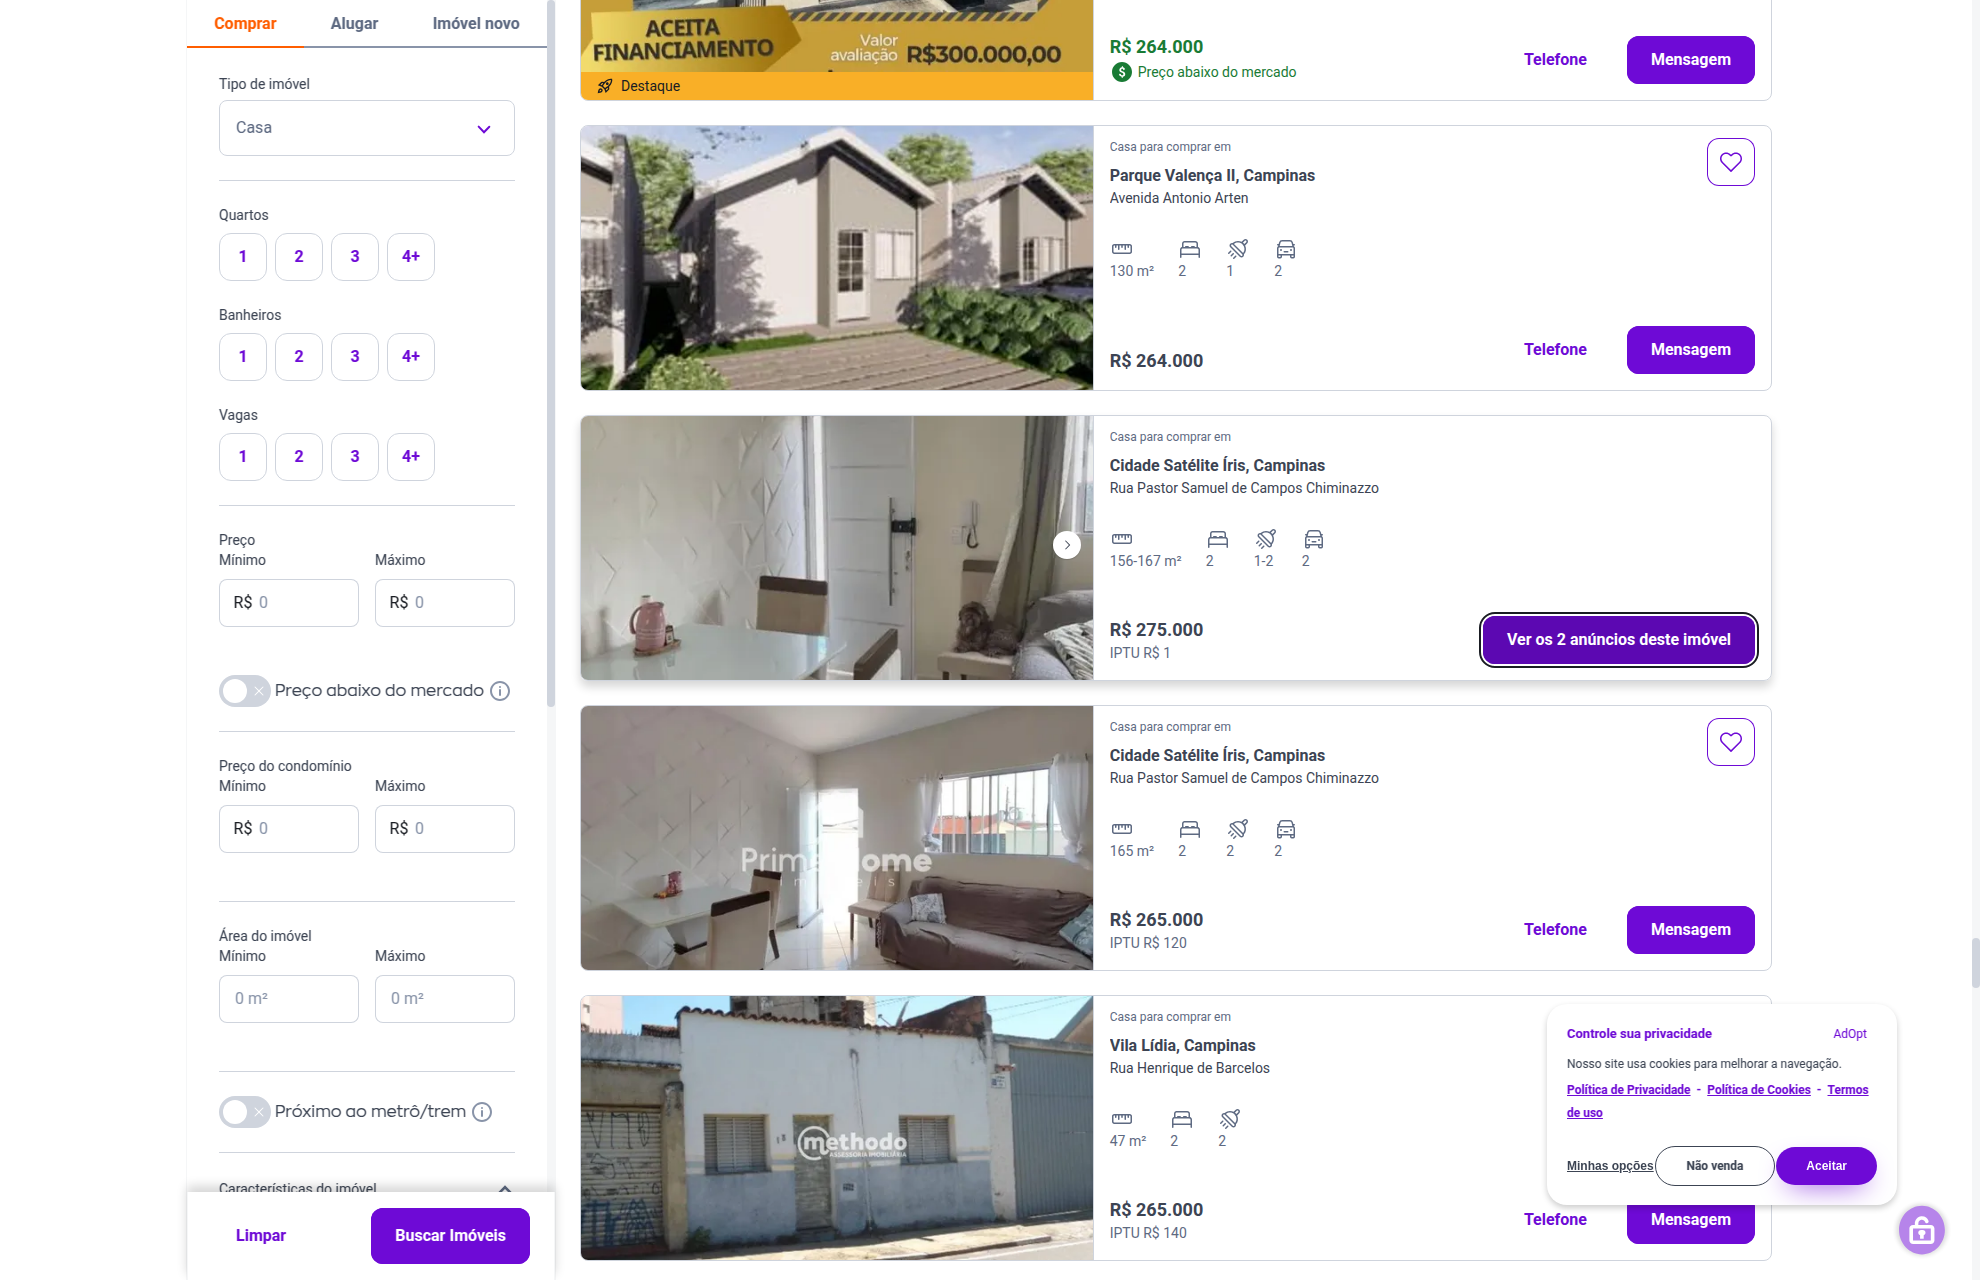 Comprar
Alugar
Imóvel novo
Tipo de imóvel
Casa
Quartos
1
2
3
4+
Banheiros
1
2
3
4+
Vagas
1
2
3
4+
Preço
Mínimo
Máximo
R$ 0
R$ 0
Preço abaixo do mercado
Preço do condomínio
Mínimo
Máximo
R$ 0
R$ 0
Área do imóvel
Mínimo
Máximo
0 m²
0 m²
Próximo ao metrô/trem
Características do imóvel
Limpar
Buscar Imóveis
ACEITA
FINANCIAMENTO
Valor
avaliação R$300.000,00
Destaque
R$ 264.000
Preço abaixo do mercado
Telefone
Mensagem
Casa para comprar em
Parque Valença II, Campinas
Avenida Antonio Arten
130 m²
2
1
2
R$ 264.000
Telefone
Mensagem
Casa para comprar em
Cidade Satélite Íris, Campinas
Rua Pastor Samuel de Campos Chiminazzo
156-167 m²
2
1-2
2
R$ 275.000
IPTU R$ 1
Ver os 2 anúncios deste imóvel
Casa para comprar em
Cidade Satélite Íris, Campinas
Rua Pastor Samuel de Campos Chiminazzo
165 m²
2
2
2
R$ 265.000
IPTU R$ 120
Telefone
Mensagem
methodo
ASSESSORIA IMOBILIÁRIA
Casa para comprar em
Vila Lídia, Campinas
Rua Henrique de Barcelos
47 m²
2
2
R$ 265.000
IPTU R$ 140
Telefone
Mensagem
Controle sua privacidade
AdOpt
Nosso site usa cookies para melhorar a navegação.
Política de Privacidade - Política de Cookies - Termos
de uso
Minhas opções
Não venda
Aceitar